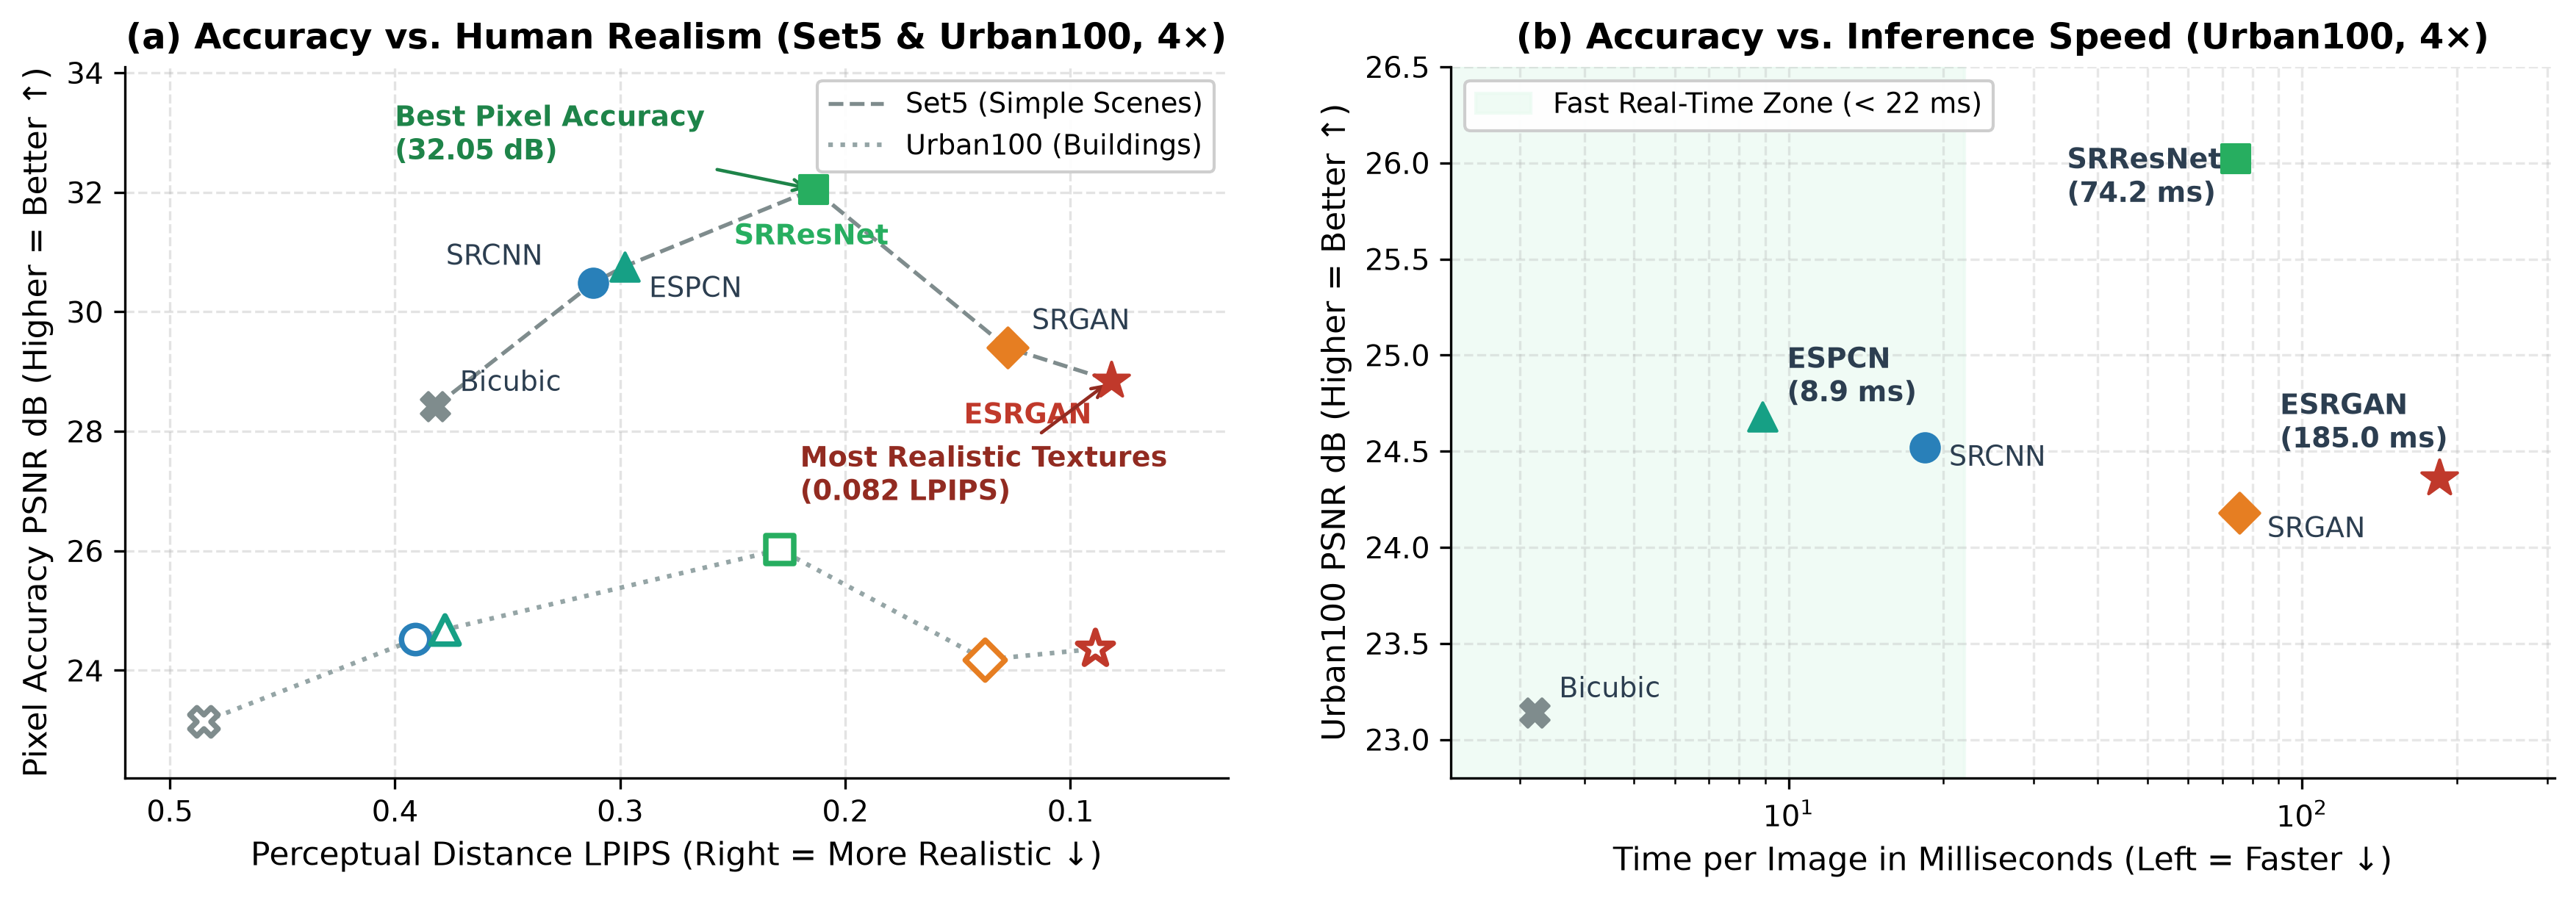 (a) Accuracy vs. Human Realism (Set5 & Urban100, 4×)
Pixel Accuracy PSNR dB (Higher = Better ↑)
34
32
30
28
26
24
Best Pixel Accuracy
(32.05 dB)
Set5 (Simple Scenes)
Urban100 (Buildings)
SRResNet
SRCNN
ESPCN
SRGAN
Bicubic
ESRGAN
Most Realistic Textures
(0.082 LPIPS)
0.5
0.4
0.3
0.2
0.1
Perceptual Distance LPIPS (Right = More Realistic ↓)
(b) Accuracy vs. Inference Speed (Urban100, 4×)
Urban100 PSNR dB (Higher = Better ↑)
26.5
26.0
25.5
25.0
24.5
24.0
23.5
23.0
Fast Real-Time Zone (< 22 ms)
SRResNet
(74.2 ms)
ESPCN
(8.9 ms)
ESRGAN
(185.0 ms)
SRCNN
SRGAN
Bicubic
10¹
10²
Time per Image in Milliseconds (Left = Faster ↓)